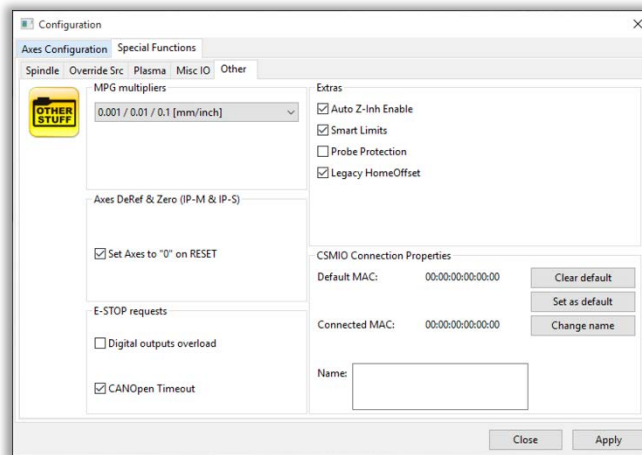 Configuration
Axes Configuration Special Functions
Spindle Override Src Plasma Misc IO Other
OTHER
STUFF
MPG multipliers
0.001 / 0.01 / 0.1 [mm/inch]
Axes DeRef & Zero (IP-M & IP-S)
Set Axes to "0" on RESET
E-STOP requests
Digital outputs overload
CANOpen Timeout
Extras
Auto Z-Inh Enable
Smart Limits
Probe Protection
Legacy HomeOffset
CSMIO Connection Properties
Default MAC: 00:00:00:00:00:00 Clear default
Set as default
Connected MAC: 00:00:00:00:00:00 Change name
Name:
Close Apply